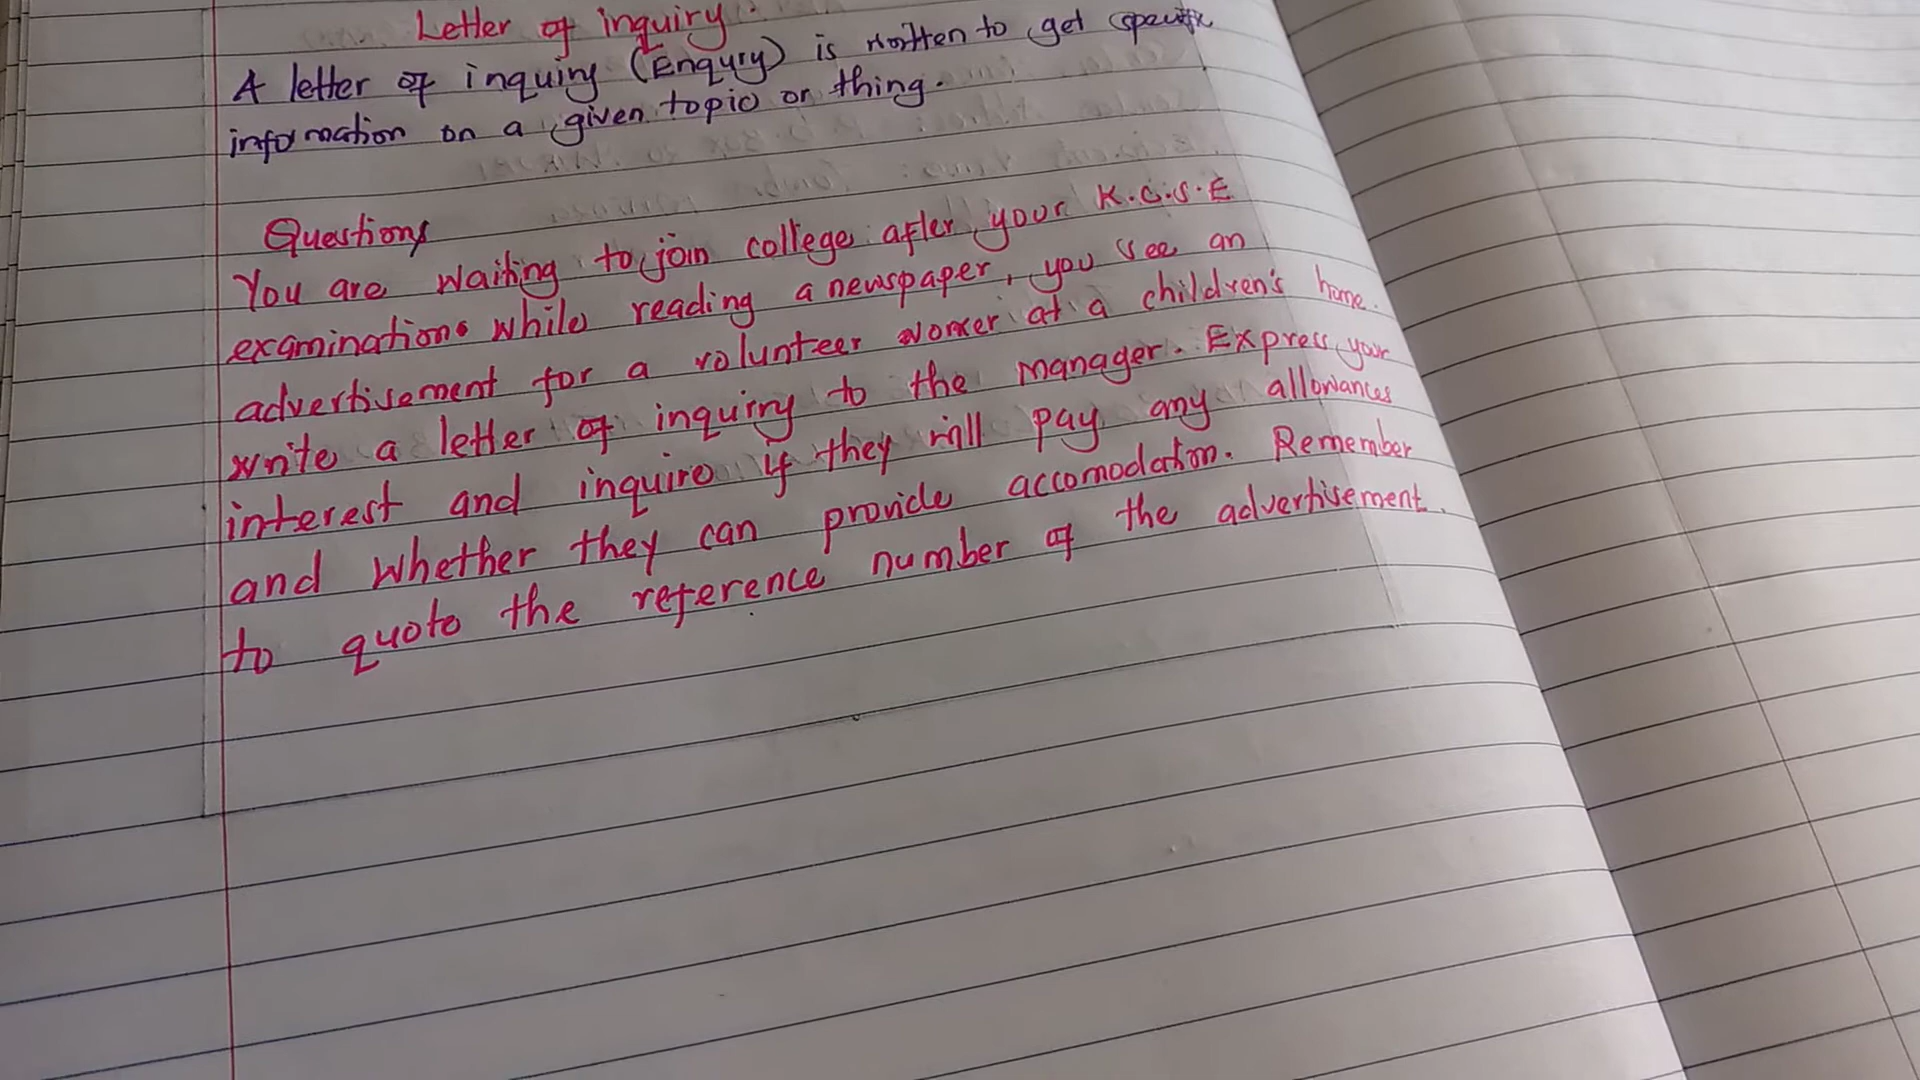 Letter of inquiry
A letter of inquiry (Enqury) is written to get specific
information on a given topic or thing.
Questions
You are waiting to join college after your K.C.S.E
examinations while reading a newspaper, you see an
advertisement for a volunteer worker at a children's home.
write a letter of inquiry to the manager. Express your
interest and inquire if they will pay any allowances
and whether they can provide accomodation. Remember
to quote the reference number of the advertisement.